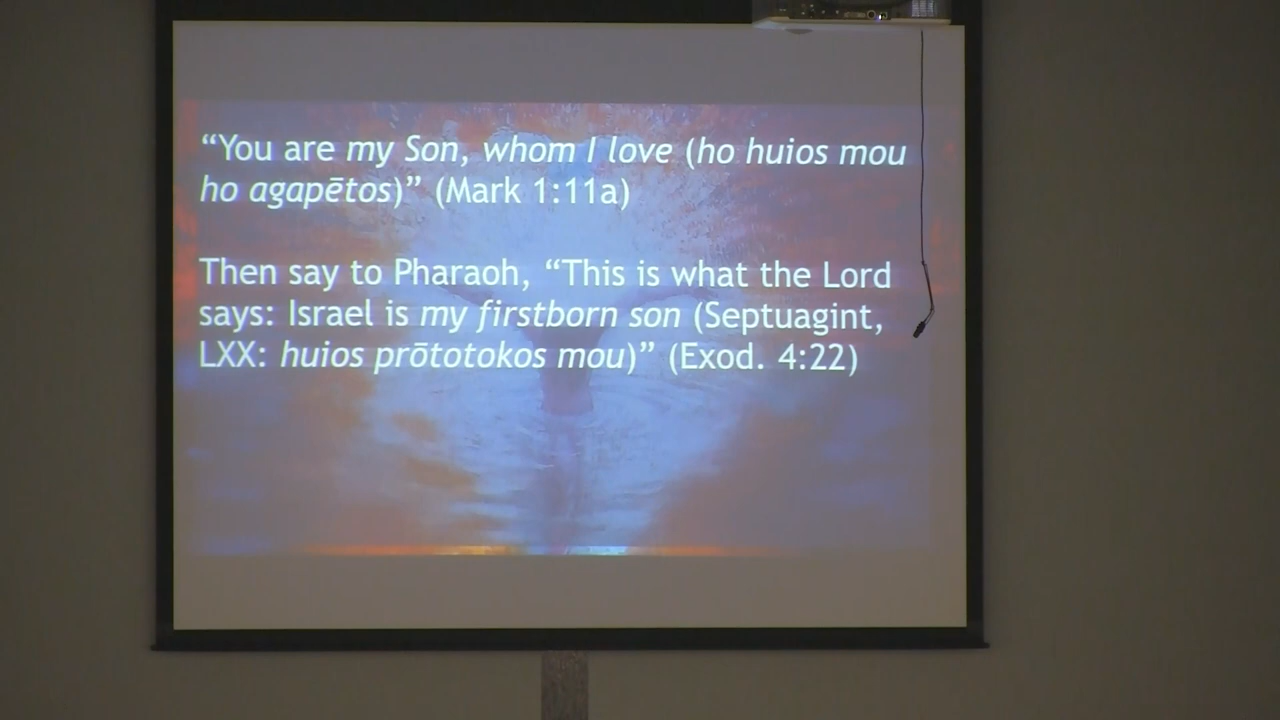 “You are my Son, whom I love (ho huios mou
ho agapētos)” (Mark 1:11a)
Then say to Pharaoh, “This is what the Lord
says: Israel is my firstborn son (Septuagint,
LXX: huios prōtotokos mou)” (Exod. 4:22)